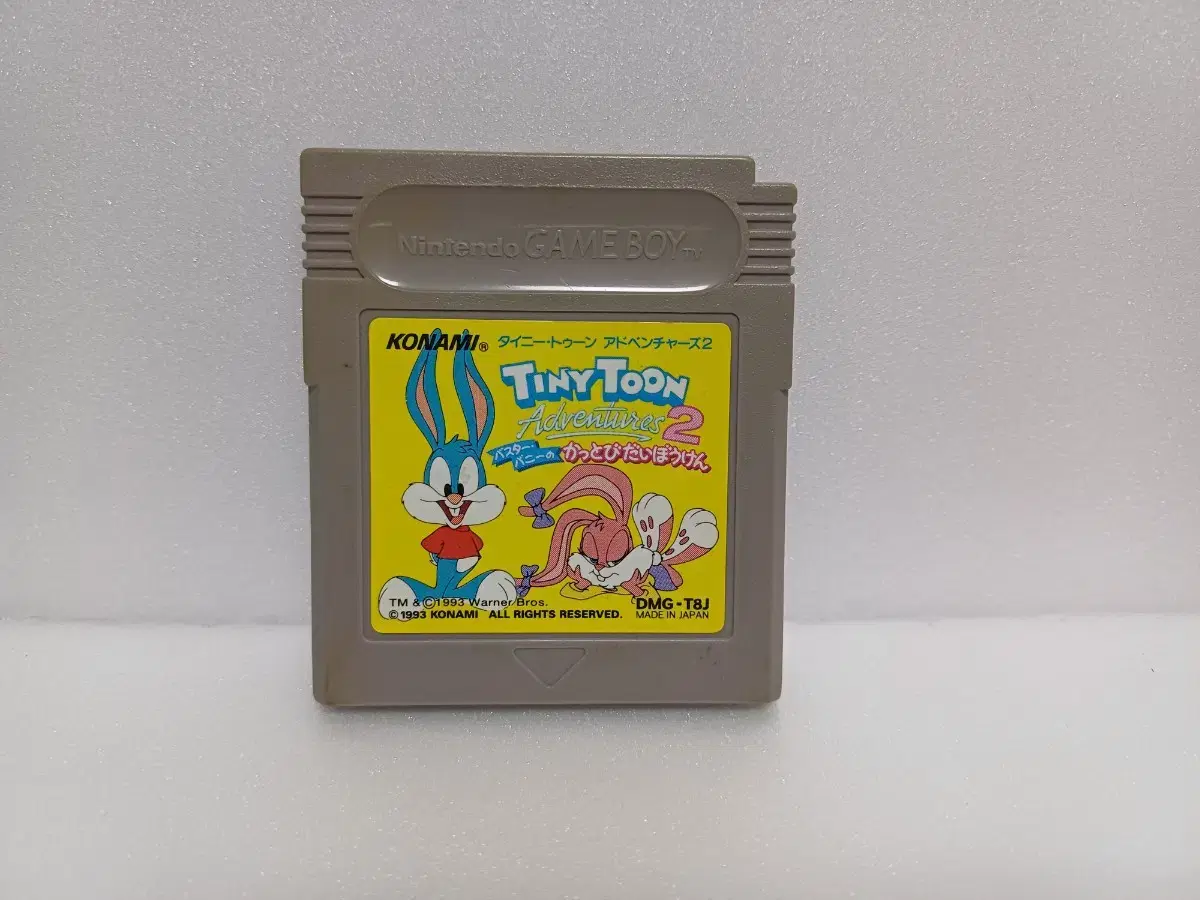 Nintendo GAME BOY TM
KONAMI® タイニー・トゥーン アドベンチャーズ2
TINY TOON
Adventures 2
バスター・バニーの かっとびだいぼうけん
TM & © 1993 Warner Bros.
© 1993 KONAMI ALL RIGHTS RESERVED.
DMG-T8J
MADE IN JAPAN